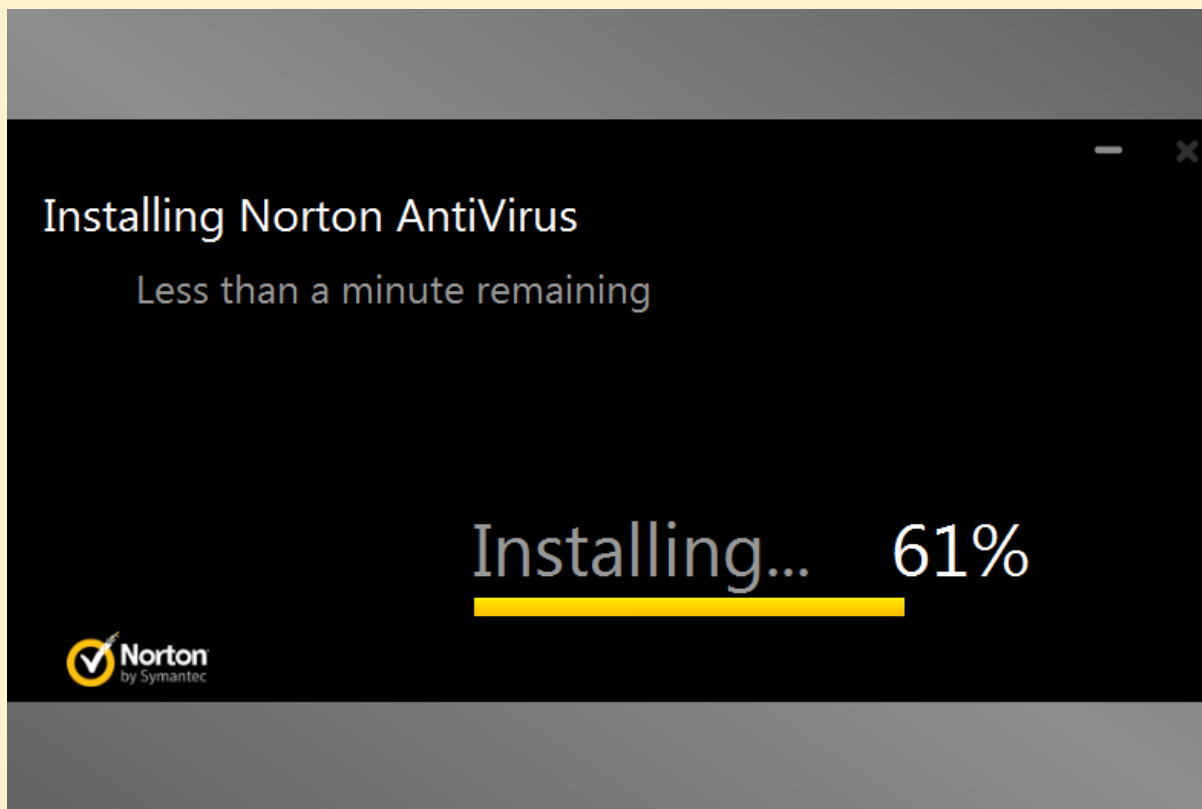 Installing Norton AntiVirus
Less than a minute remaining
Installing... 61%
Norton
by Symantec